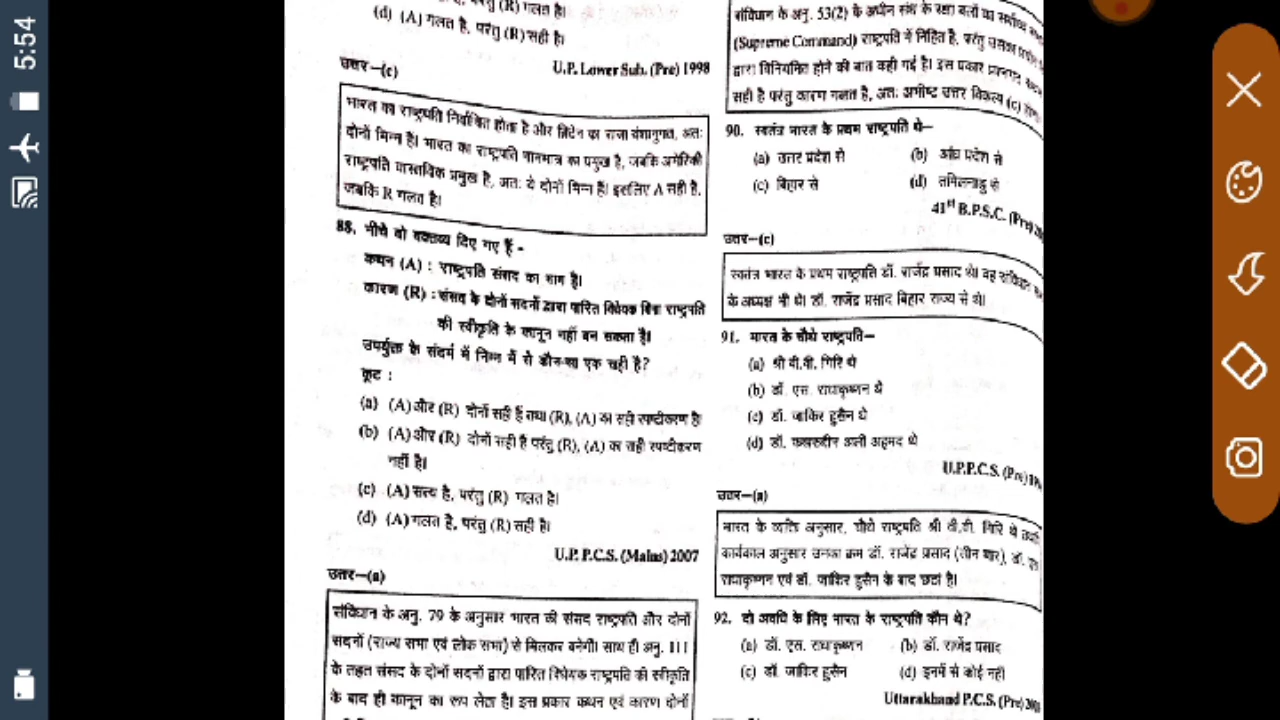 5:54
परंतु (R) गलत है।
(d) (A) गलत है, परंतु (R) सही है।
उत्तर–(c)
U.P. Lower Sub. (Pre) 1998
भारत का राष्ट्रपति निर्वाचित होता है और ब्रिटेन का राजा वंशानुगत, अतः
दोनों भिन्न हैं। भारत का राष्ट्रपति नाममात्र का प्रमुख है, जबकि अमेरिकी
राष्ट्रपति वास्तविक प्रमुख है, अतः ये दोनों भिन्न हैं। इसलिए A सही है,
जबकि R गलत है।
88. नीचे दो वक्तव्य दिए गए हैं -
कथन (A) : राष्ट्रपति संसद का भाग है।
कारण (R) : संसद के दोनों सदनों द्वारा पारित विधेयक बिना राष्ट्रपति
की स्वीकृति के कानून नहीं बन सकता है।
उपर्युक्त के संदर्भ में निम्न में से कौन-सा एक सही है?
कूट :
(a) (A) और (R) दोनों सही हैं तथा (R), (A) का सही स्पष्टीकरण है।
(b) (A) और (R) दोनों सही है परंतु (R), (A) का सही स्पष्टीकरण
नहीं है।
(c) (A) सत्य है, परंतु (R) गलत है।
(d) (A) गलत है, परंतु (R) सही है।
U.P. P.C.S. (Mains) 2007
उत्तर–(a)
संविधान के अनु. 79 के अनुसार भारत की संसद राष्ट्रपति और दोनों
सदनों (राज्य सभा एवं लोक सभा) से मिलकर बनेगी। साथ ही अनु. 111
के तहत संसद के दोनों सदनों द्वारा पारित विधेयक राष्ट्रपति की स्वीकृति
के बाद ही कानून का रूप लेता है। इस प्रकार कथन एवं कारण दोनों
संविधान के अनु. 53(2) के अधीन संघ के रक्षा बलों का सर्वोच्च
(Supreme Command) राष्ट्रपति में निहित है, परंतु उसका
द्वारा विनियमित होने की बात कही गई है। इस प्रकार प्रश्नगत कथन
सही है परंतु कारण गलत है, अतः अभीष्ट उत्तर विकल्प (c) होगा
90. स्वतंत्र भारत के प्रथम राष्ट्रपति थे–
(a) उत्तर प्रदेश से (b) आंध्र प्रदेश से
(c) बिहार से (d) तमिलनाडु से
41st B.P.S.C. (Pre)
उत्तर–(c)
स्वतंत्र भारत के प्रथम राष्ट्रपति डॉ. राजेंद्र प्रसाद थे। वह संविधान
के अध्यक्ष भी थे। डॉ. राजेंद्र प्रसाद बिहार राज्य से थे।
91. भारत के चौथे राष्ट्रपति–
(a) श्री वी.वी. गिरि थे
(b) डॉ. एस. राधाकृष्णन थे
(c) डॉ. जाकिर हुसैन थे
(d) डॉ. फखरुद्दीन अली अहमद थे
U.P.P.C.S. (Pre)
उत्तर–(a)
भारत के व्यक्ति अनुसार, चौथे राष्ट्रपति श्री वी.वी. गिरि थे
कार्यकाल अनुसार उनका क्रम डॉ. राजेंद्र प्रसाद (तीन बार), डॉ. एस
राधाकृष्णन एवं डॉ. जाकिर हुसैन के बाद छठा है।
92. दो अवधि के लिए भारत के राष्ट्रपति कौन थे?
(a) डॉ. एस. राधाकृष्णन (b) डॉ. राजेंद्र प्रसाद
(c) डॉ. जाकिर हुसैन (d) इनमें से कोई नहीं
Uttarakhand P.C.S. (Pre)